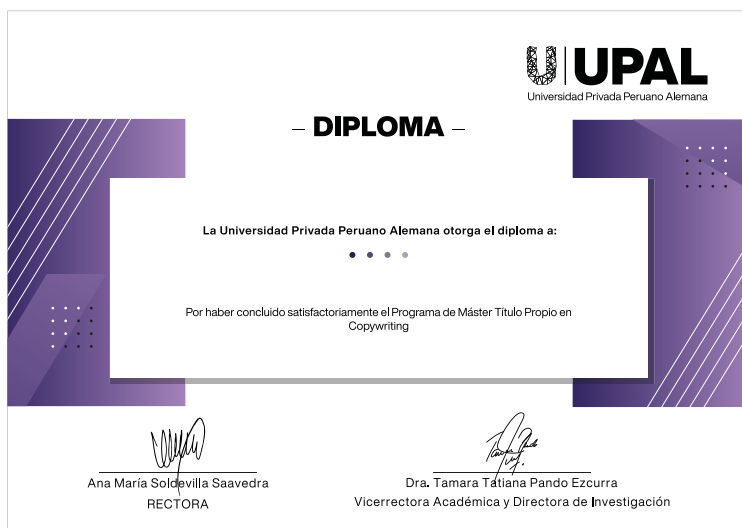 UPAL
Universidad Privada Peruano Alemana
– DIPLOMA –
La Universidad Privada Peruano Alemana otorga el diploma a:
Por haber concluido satisfactoriamente el Programa de Máster Título Propio en
Copywriting
Ana María Soldevilla Saavedra
RECTORA
Dra. Tamara Tatiana Pando Ezcurra
Vicerrectora Académica y Directora de Investigación